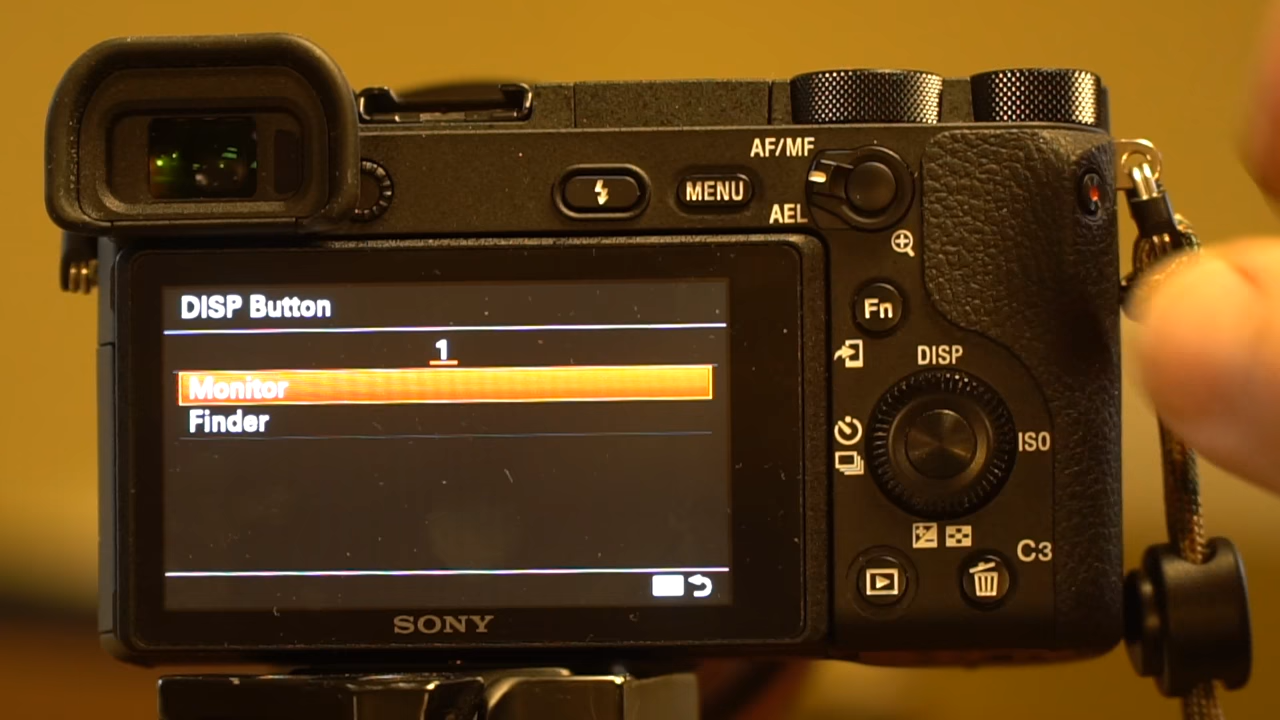 AF/MF
MENU
AEL
DISP Button
1
Monitor
Finder
Fn
DISP
ISO
C3
SONY